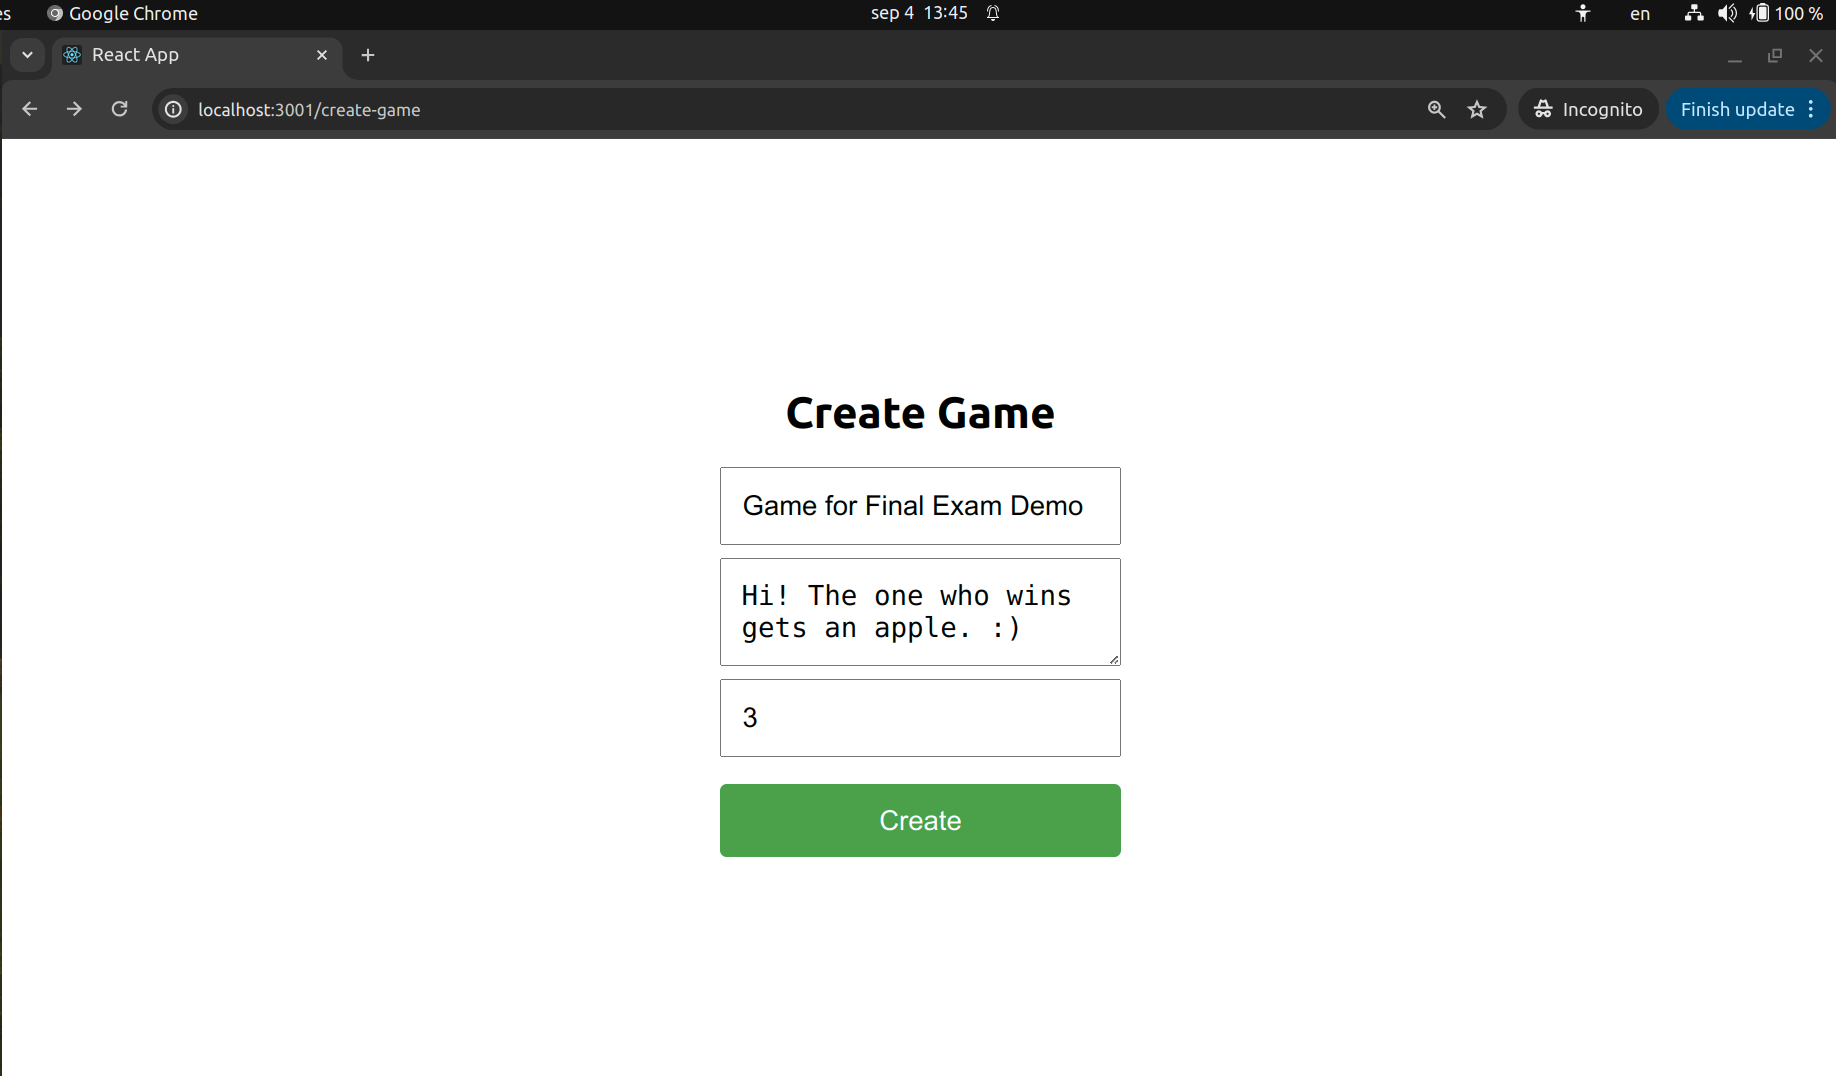 es Google Chrome sep 4 13:45 en 100 %
React App
localhost:3001/create-game Incognito Finish update
Create Game
Game for Final Exam Demo
Hi! The one who wins
gets an apple. :)
3
Create